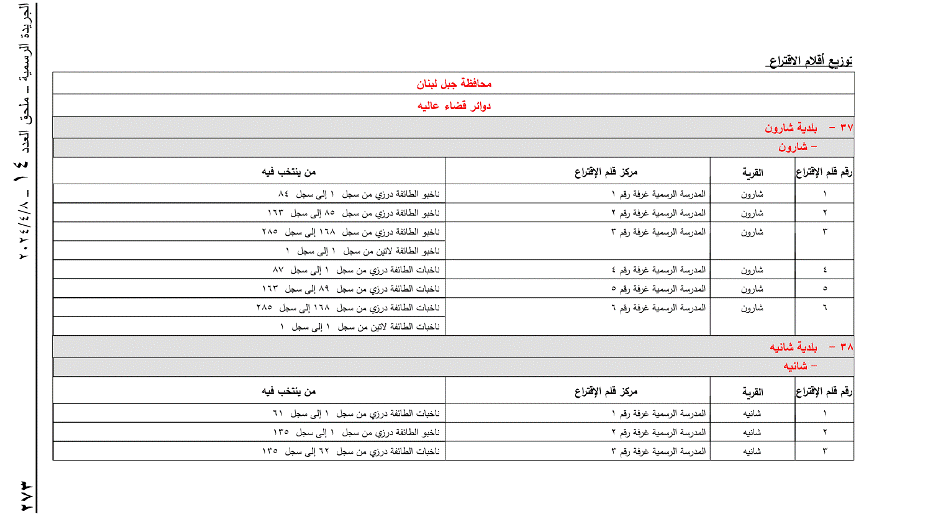 الجريدة الرسمية – ملحق العدد ١٤ – ٢٠٢٤/٤/٨
توزيع أقلام الاقتراع
محافظة جبل لبنان
دوائر قضاء عاليه
٣٧ – بلدية شارون
– شارون
رقم قلم الإقتراع القرية مركز قلم الإقتراع من ينتخب فيه
١ شارون المدرسة الرسمية غرفة رقم ١ ناخبو الطائفة درزي من سجل ١ إلى سجل ٨٤
٢ شارون المدرسة الرسمية غرفة رقم ٢ ناخبو الطائفة درزي من سجل ٨٥ إلى سجل ١٦٣
٣ شارون المدرسة الرسمية غرفة رقم ٣ ناخبو الطائفة درزي من سجل ١٦٨ إلى سجل ٢٨٥
ناخبو الطائفة لاتين من سجل ١ إلى سجل ١
٤ شارون المدرسة الرسمية غرفة رقم ٤ ناخبات الطائفة درزي من سجل ١ إلى سجل ٨٧
٥ شارون المدرسة الرسمية غرفة رقم ٥ ناخبات الطائفة درزي من سجل ٨٩ إلى سجل ١٦٣
٦ شارون المدرسة الرسمية غرفة رقم ٦ ناخبات الطائفة درزي من سجل ١٦٨ إلى سجل ٢٨٥
ناخبات الطائفة لاتين من سجل ١ إلى سجل ١
٣٨ – بلدية شانيه
– شانيه
رقم قلم الإقتراع القرية مركز قلم الإقتراع من ينتخب فيه
١ شانيه المدرسة الرسمية غرفة رقم ١ ناخبات الطائفة درزي من سجل ١ إلى سجل ٦١
٢ شانيه المدرسة الرسمية غرفة رقم ٢ ناخبو الطائفة درزي من سجل ١ إلى سجل ١٣٥
٣ شانيه المدرسة الرسمية غرفة رقم ٣ ناخبات الطائفة درزي من سجل ٦٢ إلى سجل ١٣٥
٢٧٣